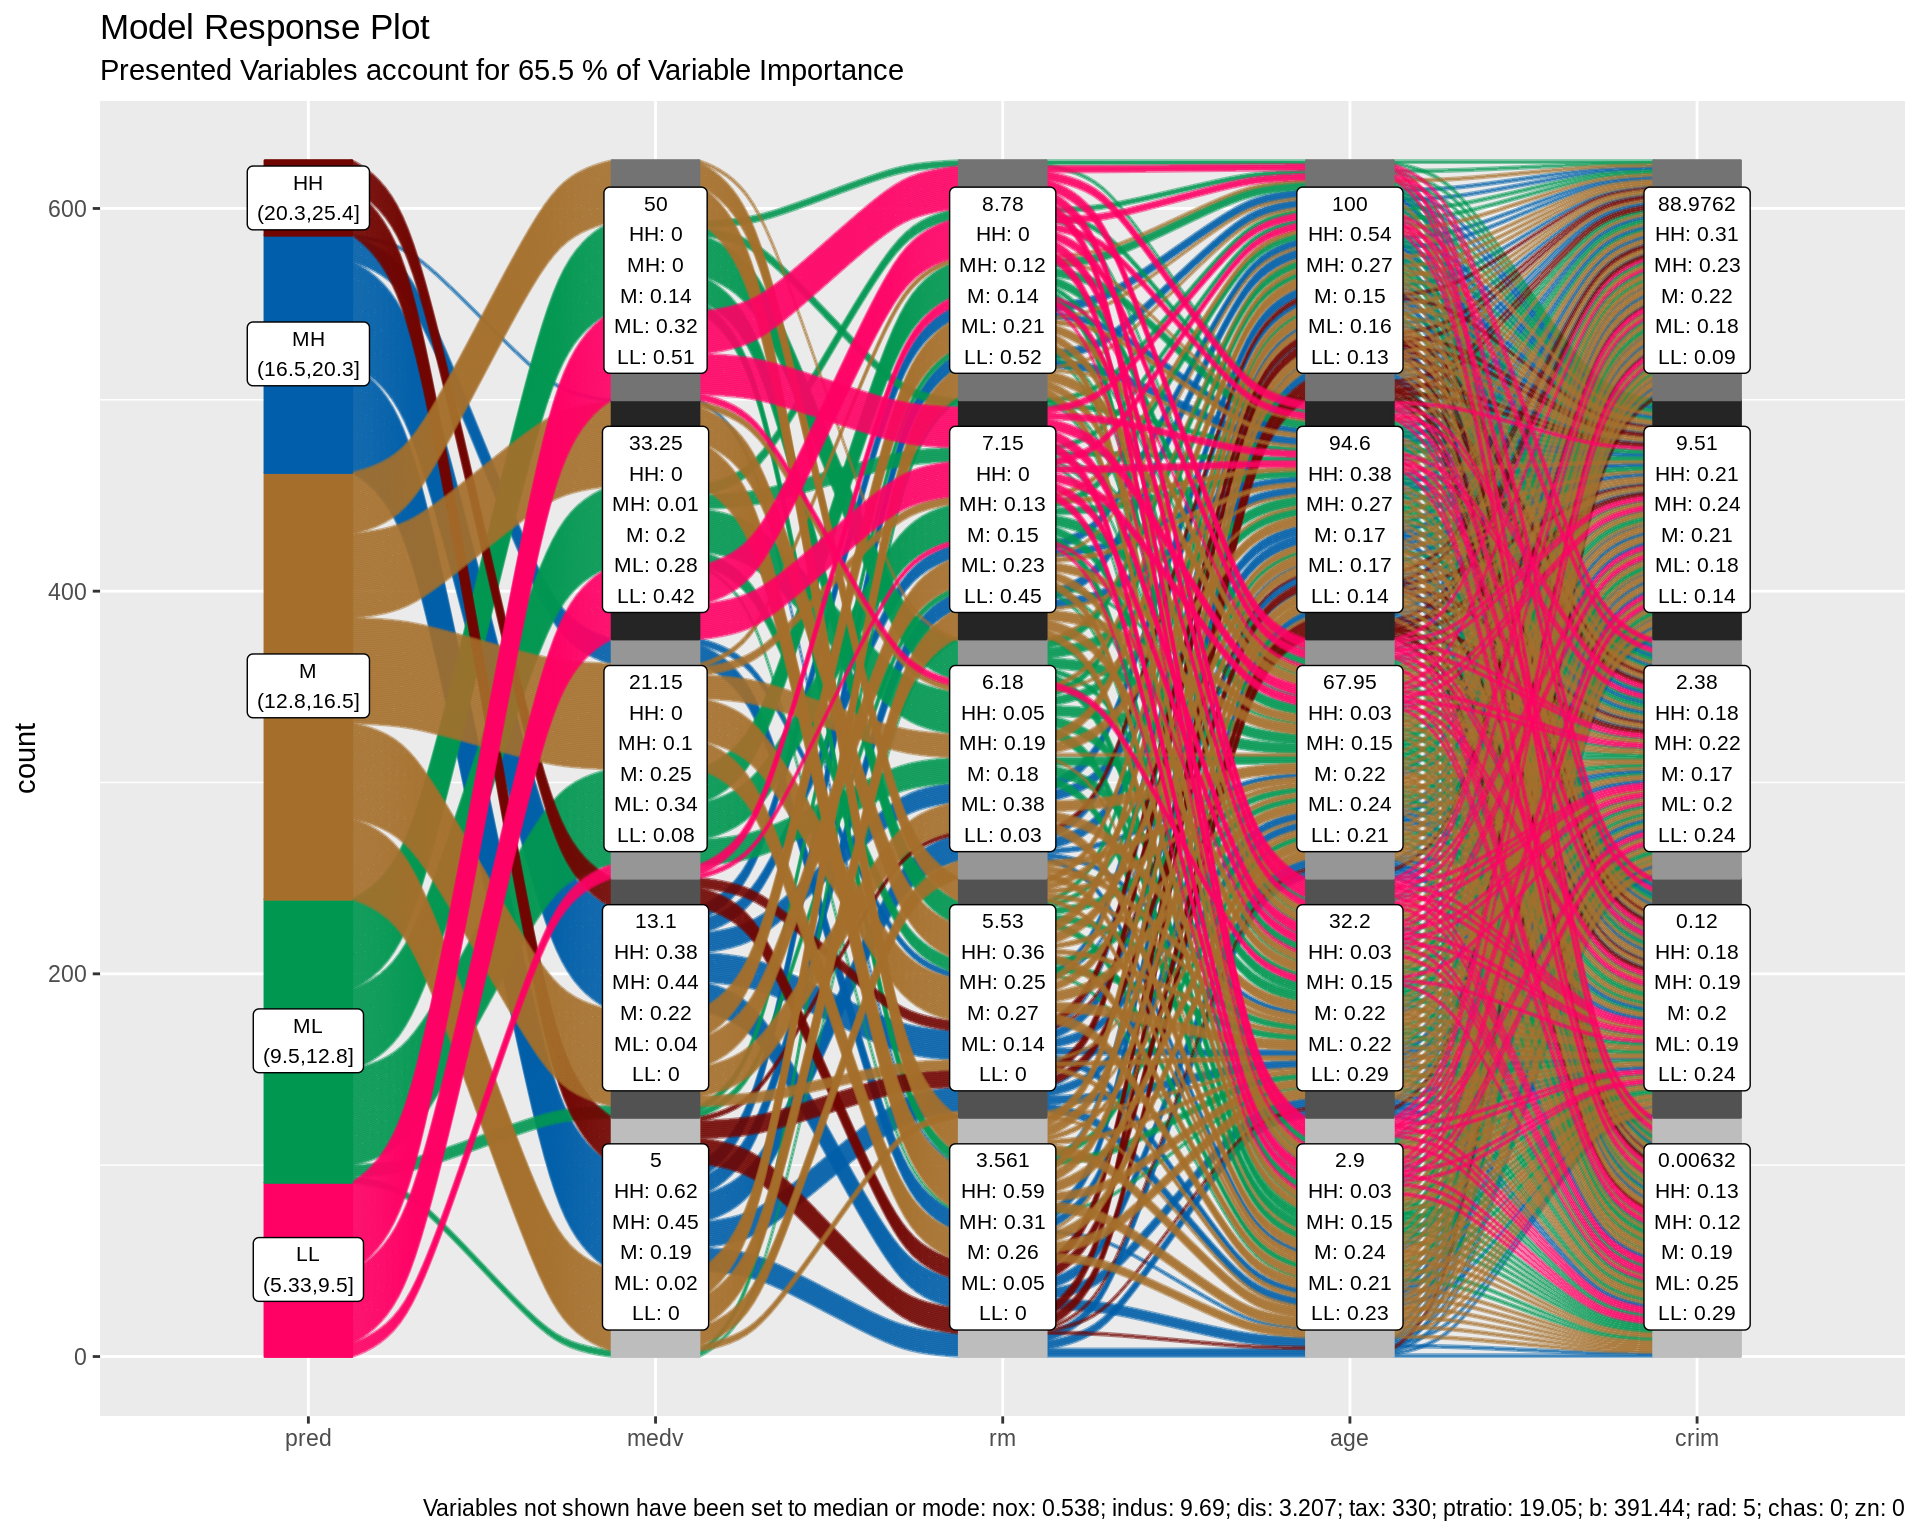 Model Response Plot
Presented Variables account for 65.5 % of Variable Importance
count
600
400
200
0
HH
(20.3,25.4]
MH
(16.5,20.3]
M
(12.8,16.5]
ML
(9.5,12.8]
LL
(5.33,9.5]
50
HH: 0
MH: 0
M: 0.14
ML: 0.32
LL: 0.51
33.25
HH: 0
MH: 0.01
M: 0.2
ML: 0.28
LL: 0.42
21.15
HH: 0
MH: 0.1
M: 0.25
ML: 0.34
LL: 0.08
13.1
HH: 0.38
MH: 0.44
M: 0.22
ML: 0.04
LL: 0
5
HH: 0.62
MH: 0.45
M: 0.19
ML: 0.02
LL: 0
8.78
HH: 0
MH: 0.12
M: 0.14
ML: 0.21
LL: 0.52
7.15
HH: 0
MH: 0.13
M: 0.15
ML: 0.23
LL: 0.45
6.18
HH: 0.05
MH: 0.19
M: 0.18
ML: 0.38
LL: 0.03
5.53
HH: 0.36
MH: 0.25
M: 0.27
ML: 0.14
LL: 0
3.561
HH: 0.59
MH: 0.31
M: 0.26
ML: 0.05
LL: 0
100
HH: 0.54
MH: 0.27
M: 0.15
ML: 0.16
LL: 0.13
94.6
HH: 0.38
MH: 0.27
M: 0.17
ML: 0.17
LL: 0.14
67.95
HH: 0.03
MH: 0.15
M: 0.22
ML: 0.24
LL: 0.21
32.2
HH: 0.03
MH: 0.15
M: 0.22
ML: 0.22
LL: 0.29
2.9
HH: 0.03
MH: 0.15
M: 0.24
ML: 0.21
LL: 0.23
88.9762
HH: 0.31
MH: 0.23
M: 0.22
ML: 0.18
LL: 0.09
9.51
HH: 0.21
MH: 0.24
M: 0.21
ML: 0.18
LL: 0.14
2.38
HH: 0.18
MH: 0.22
M: 0.17
ML: 0.2
LL: 0.24
0.12
HH: 0.18
MH: 0.19
M: 0.2
ML: 0.19
LL: 0.24
0.00632
HH: 0.13
MH: 0.12
M: 0.19
ML: 0.25
LL: 0.29
pred medv rm age crim
Variables not shown have been set to median or mode: nox: 0.538; indus: 9.69; dis: 3.207; tax: 330; ptratio: 19.05; b: 391.44; rad: 5; chas: 0; zn: 0